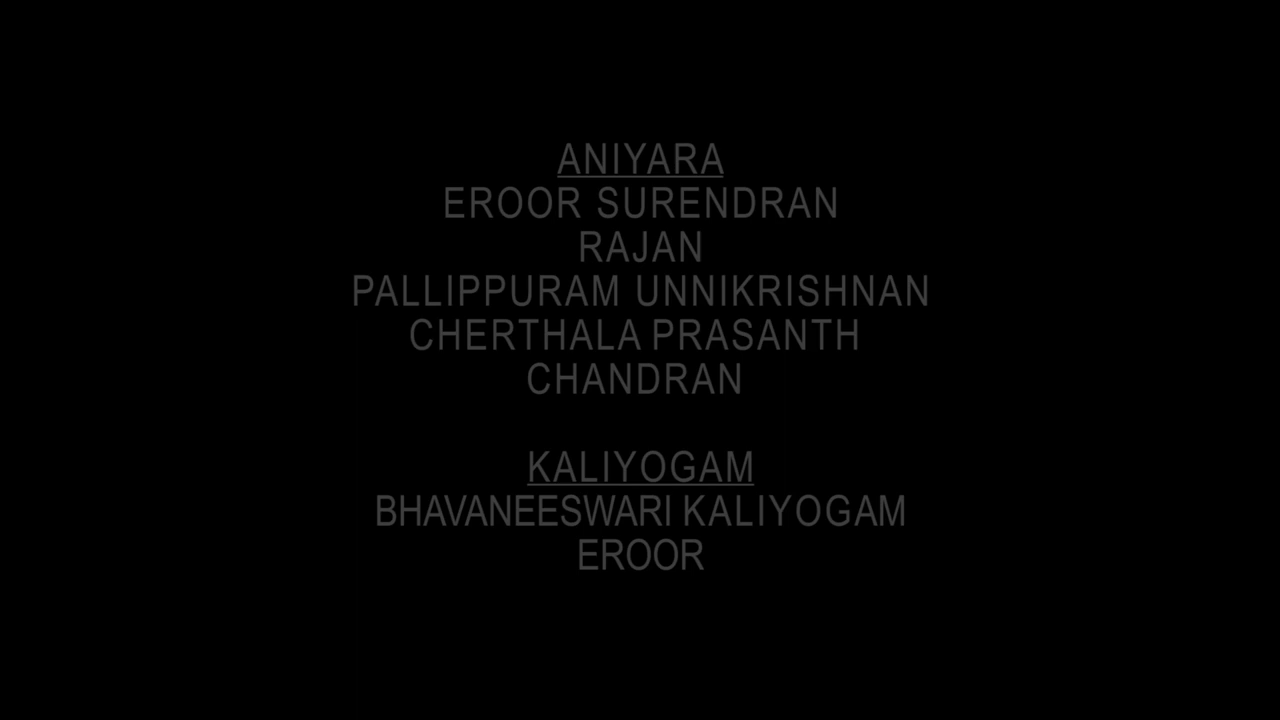 ANIYARA
EROOR SURENDRAN
RAJAN
PALLIPPURAM UNNIKRISHNAN
CHERTHALA PRASANTH
CHANDRAN
KALIYOGAM
BHAVANEESWARI KALIYOGAM
EROOR